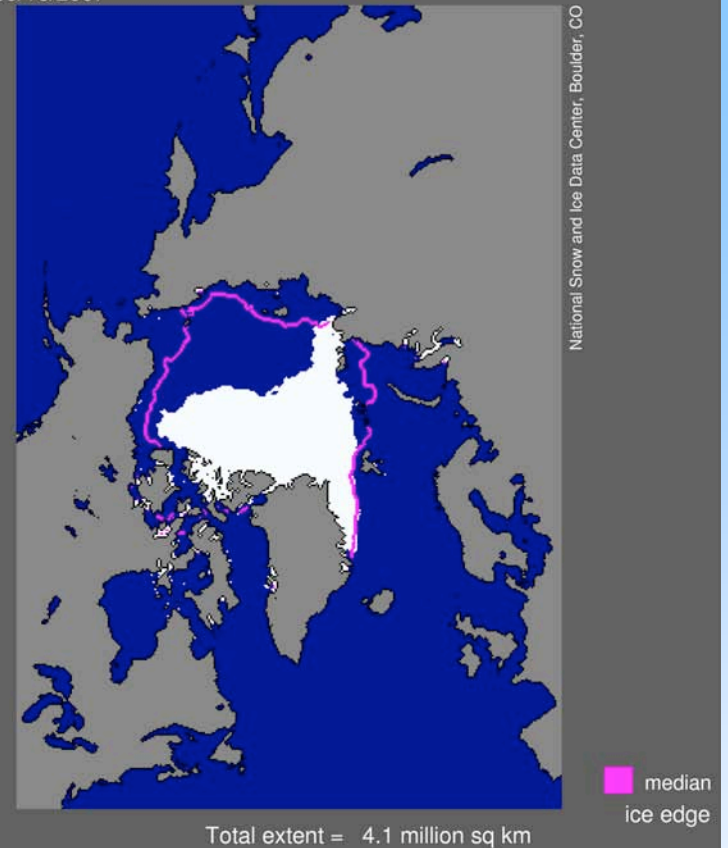 National Snow and Ice Data Center, Boulder, CO
median
ice edge
Total extent = 4.1 million sq km